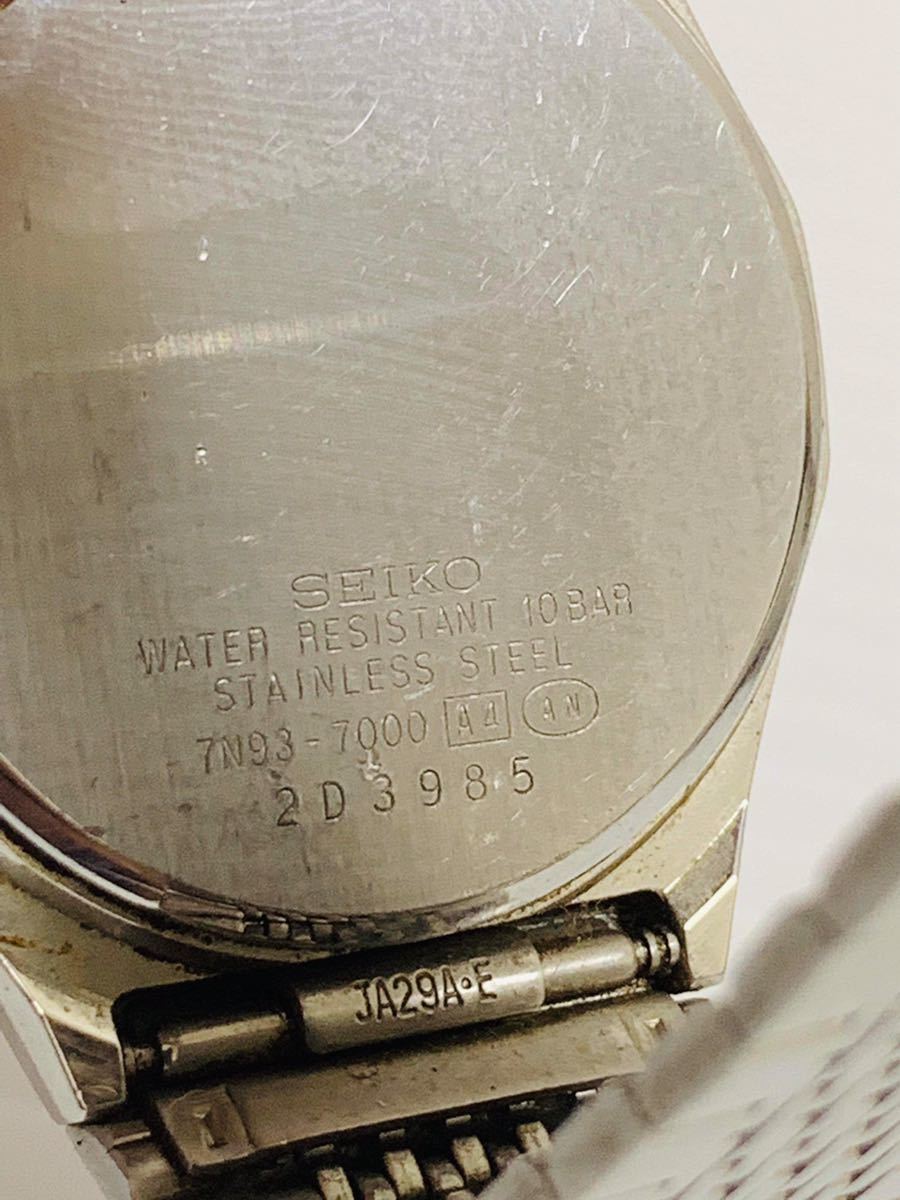 SEIKO
WATER RESISTANT 10BAR
STAINLESS STEEL
7N93-7000 A4 AN
2D3985
JA29A•E